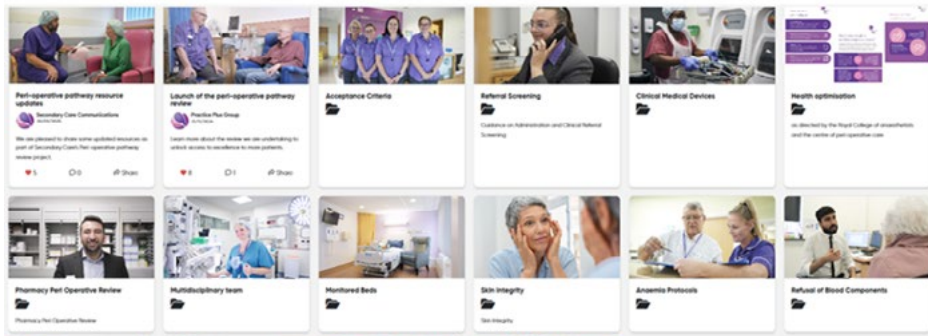 Peri-operative pathway resource
updates
Secondary Care Communications
We are pleased to share some updated resources as
part of Secondary Care's Peri operative pathway
review project.
5
0
Share
Launch of the peri-operative pathway
review
Practice Plus Group
Learn more about the review we are undertaking to
unlock access to excellence to more patients.
8
1
Share
Acceptance Criteria
Referral Screening
Guidance on Administration and Clinical Referral
Screening
Clinical Medical Devices
Health optimisation
as directed by the Royal College of anaesthetists
and the centre of peri operative care
Pharmacy Peri Operative Review
Pharmacy Peri Operative Review
Multidisciplinary team
Monitored Beds
Skin Integrity
Skin Integrity
Anaemia Protocols
Refusal of Blood Components